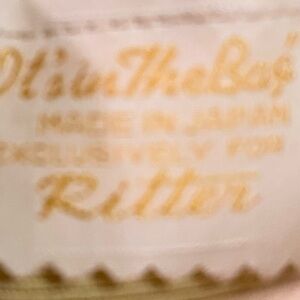 It's in The Bag"
MADE IN JAPAN
EXCLUSIVELY FOR
Ritter